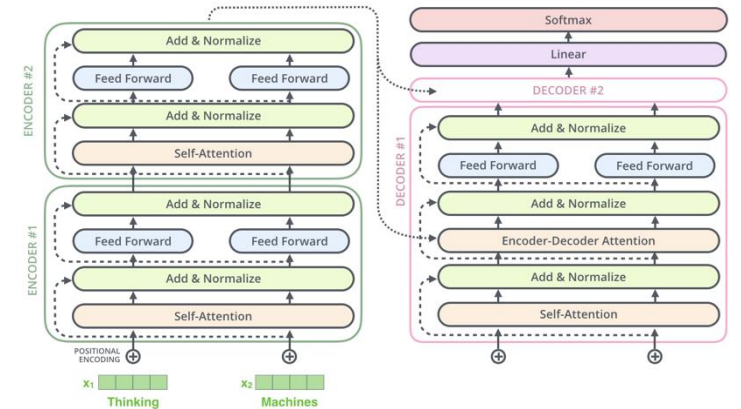 ENCODER #2
Add & Normalize
Feed Forward
Feed Forward
Add & Normalize
Self-Attention
ENCODER #1
Add & Normalize
Feed Forward
Feed Forward
Add & Normalize
Self-Attention
POSITIONAL
ENCODING
x₁
x₂
Thinking
Machines
Softmax
Linear
DECODER #2
DECODER #1
Add & Normalize
Feed Forward
Feed Forward
Add & Normalize
Encoder-Decoder Attention
Add & Normalize
Self-Attention